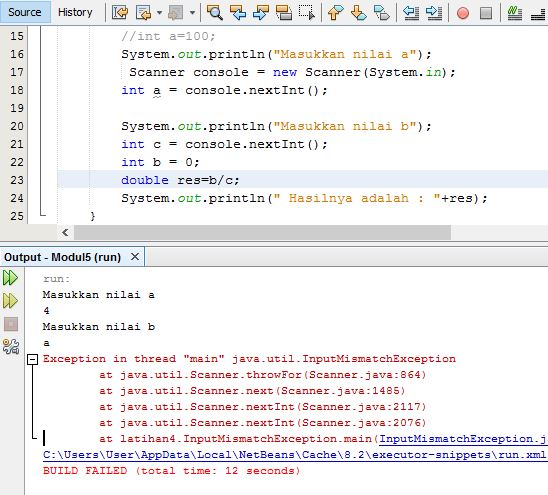 Source History
15 //int a=100;
16 System.out.println("Masukkan nilai a");
17 Scanner console = new Scanner(System.in);
18 int a = console.nextInt();
19
20 System.out.println("Masukkan nilai b");
21 int c = console.nextInt();
22 int b = 0;
23 double res=b/c;
24 System.out.println(" Hasilnya adalah : "+res);
25 }
Output - Modul5 (run)
run:
Masukkan nilai a
4
Masukkan nilai b
a
Exception in thread "main" java.util.InputMismatchException
at java.util.Scanner.throwFor(Scanner.java:864)
at java.util.Scanner.next(Scanner.java:1485)
at java.util.Scanner.nextInt(Scanner.java:2117)
at java.util.Scanner.nextInt(Scanner.java:2076)
at latihan4.InputMismatchException.main(InputMismatchException.j
C:\Users\User\AppData\Local\NetBeans\Cache\8.2\executor-snippets\run.xml
BUILD FAILED (total time: 12 seconds)